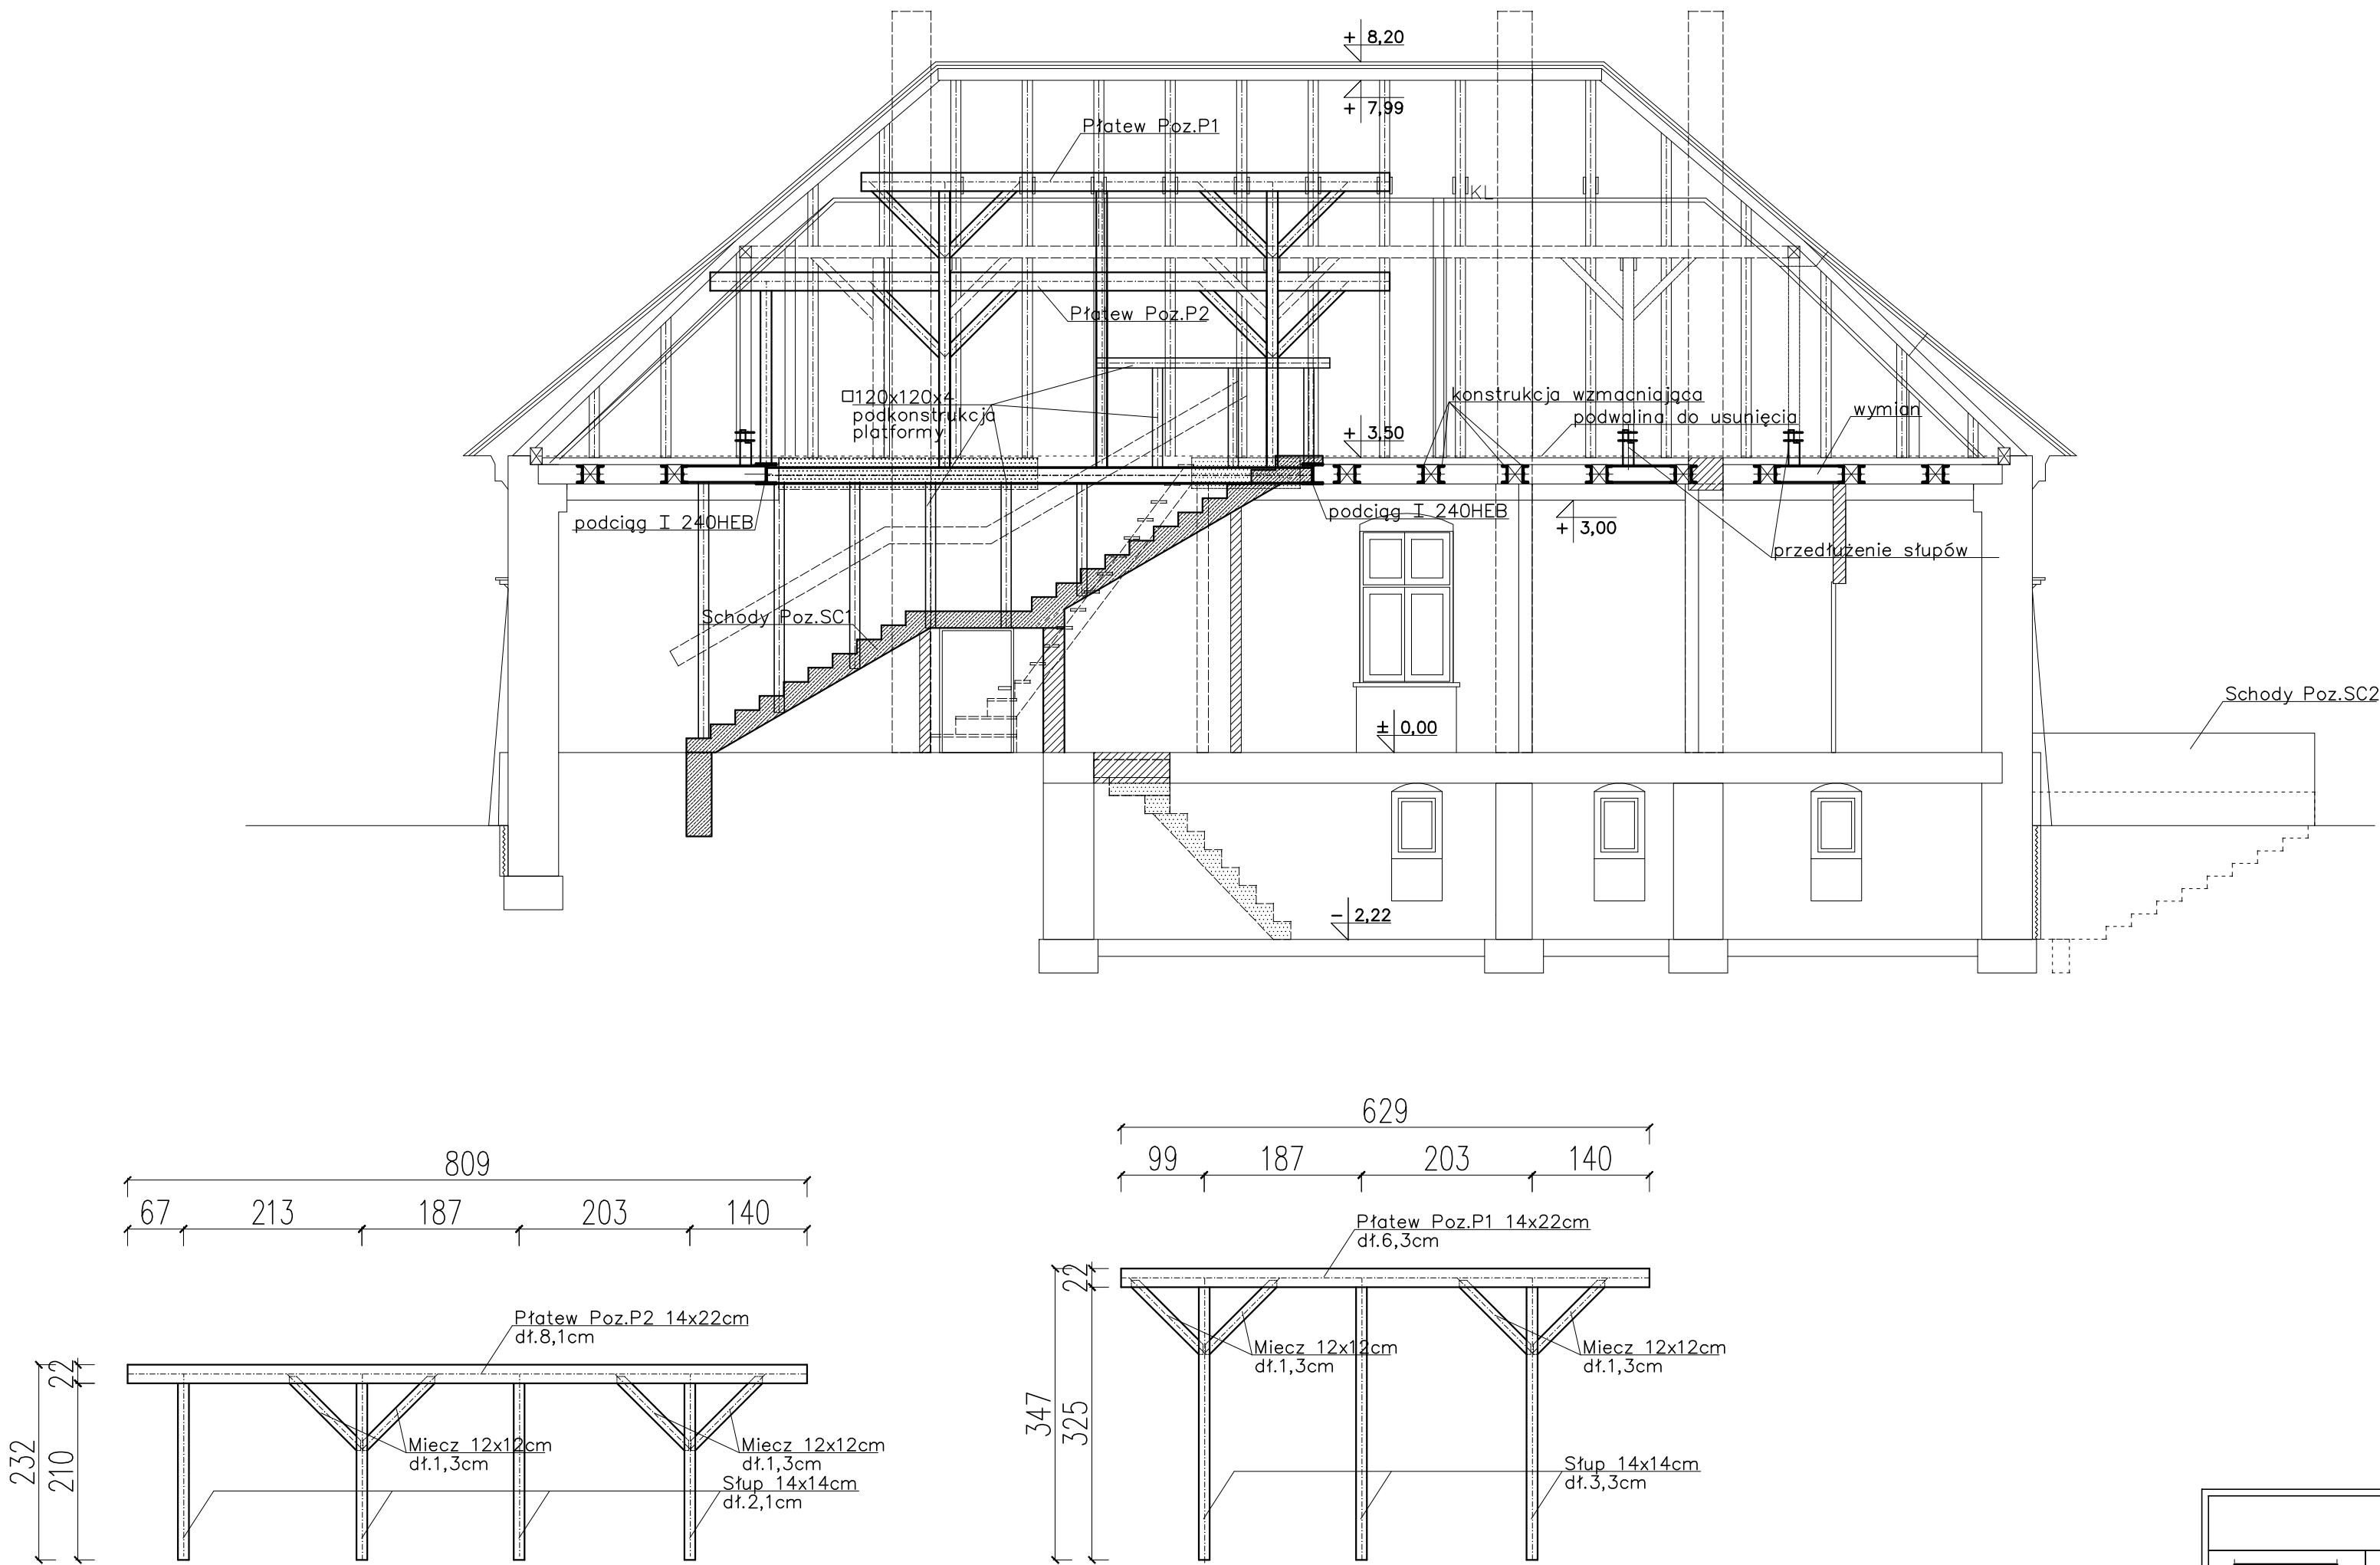 + 8,20
+ 7,99
Płatew Poz.P1
KL
Płatew Poz.P2
□120x120x4
podkonstrukcja
platformy
konstrukcja wzmacniająca
podwalina do usunięcia
wymian
+ 3,50
podciąg I 240HEB
podciąg I 240HEB
+ 3,00
przedłużenie słupów
Schody Poz.SC1
Schody Poz.SC2
± 0,00
- 2,22
629
99 187 203 140
809
67 213 187 203 140
Płatew Poz.P1 14x22cm
dł.6,3cm
22
Miecz 12x12cm
dł.1,3cm
Miecz 12x12cm
dł.1,3cm
347
325
Słup 14x14cm
dł.3,3cm
Płatew Poz.P2 14x22cm
dł.8,1cm
22
Miecz 12x12cm
dł.1,3cm
Miecz 12x12cm
dł.1,3cm
232
210
Słup 14x14cm
dł.2,1cm